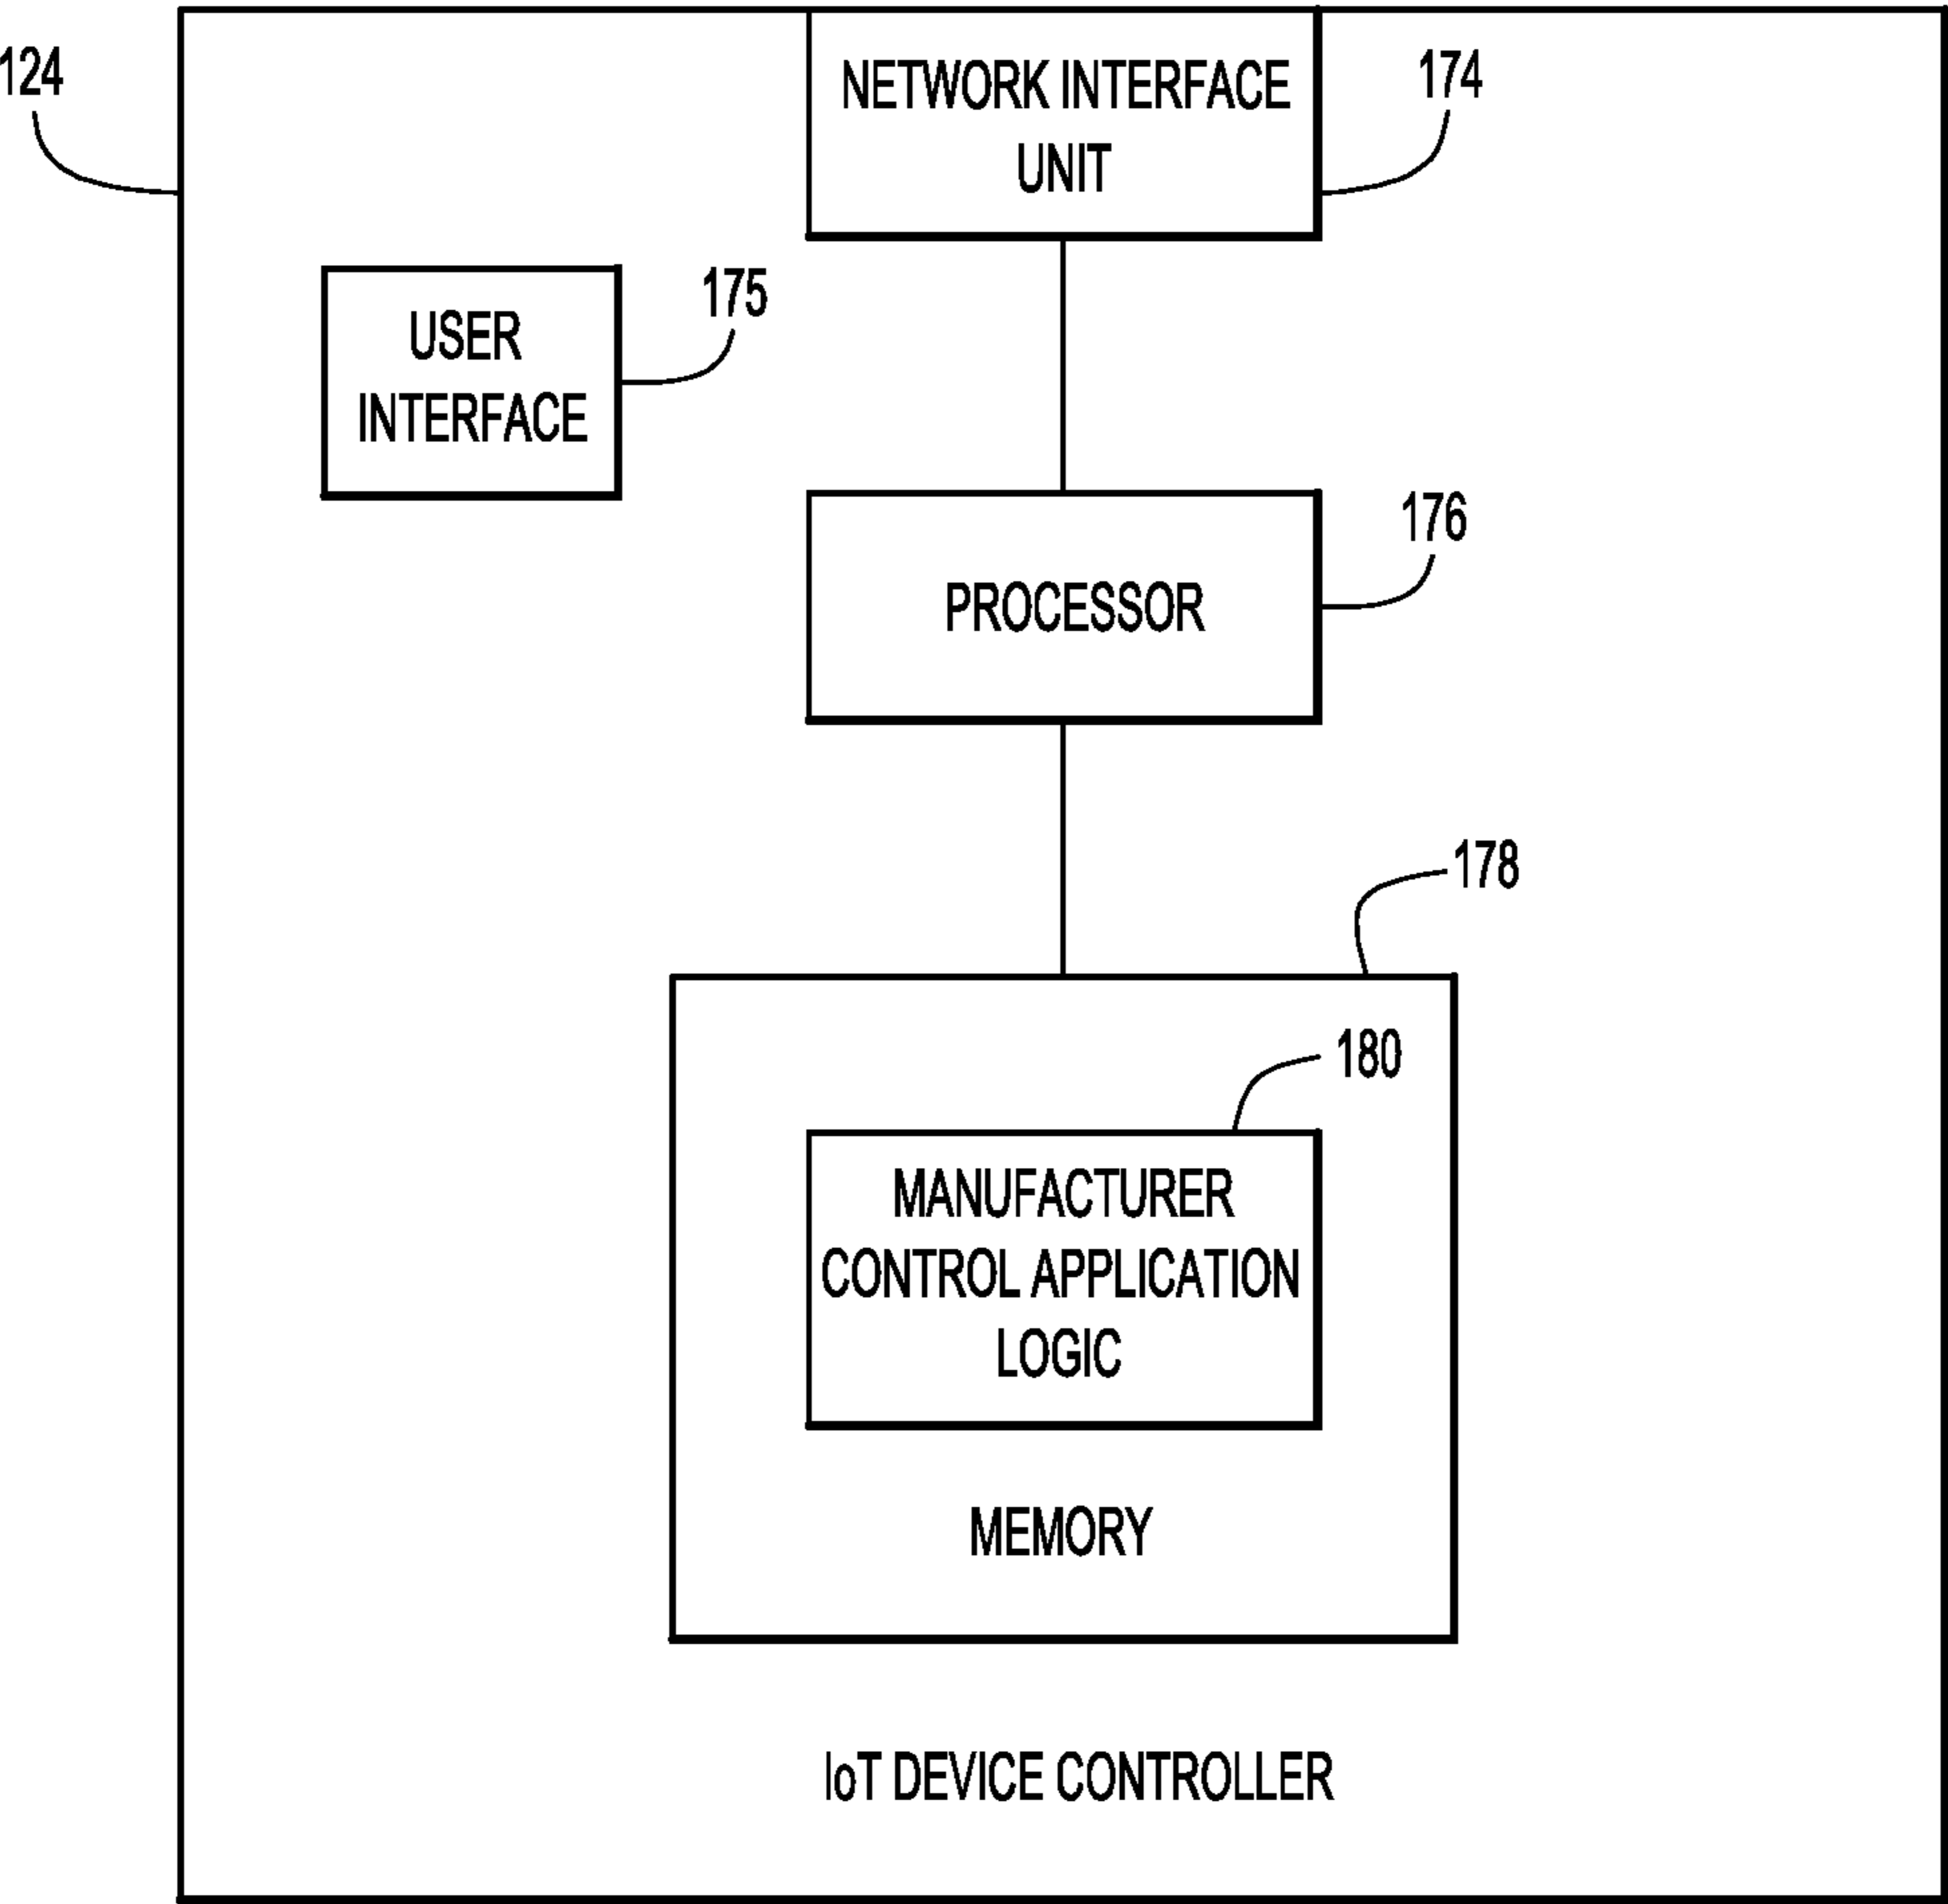 124
NETWORK INTERFACE
UNIT
174
USER
INTERFACE
175
PROCESSOR
176
178
180
MANUFACTURER
CONTROL APPLICATION
LOGIC
MEMORY
IoT DEVICE CONTROLLER